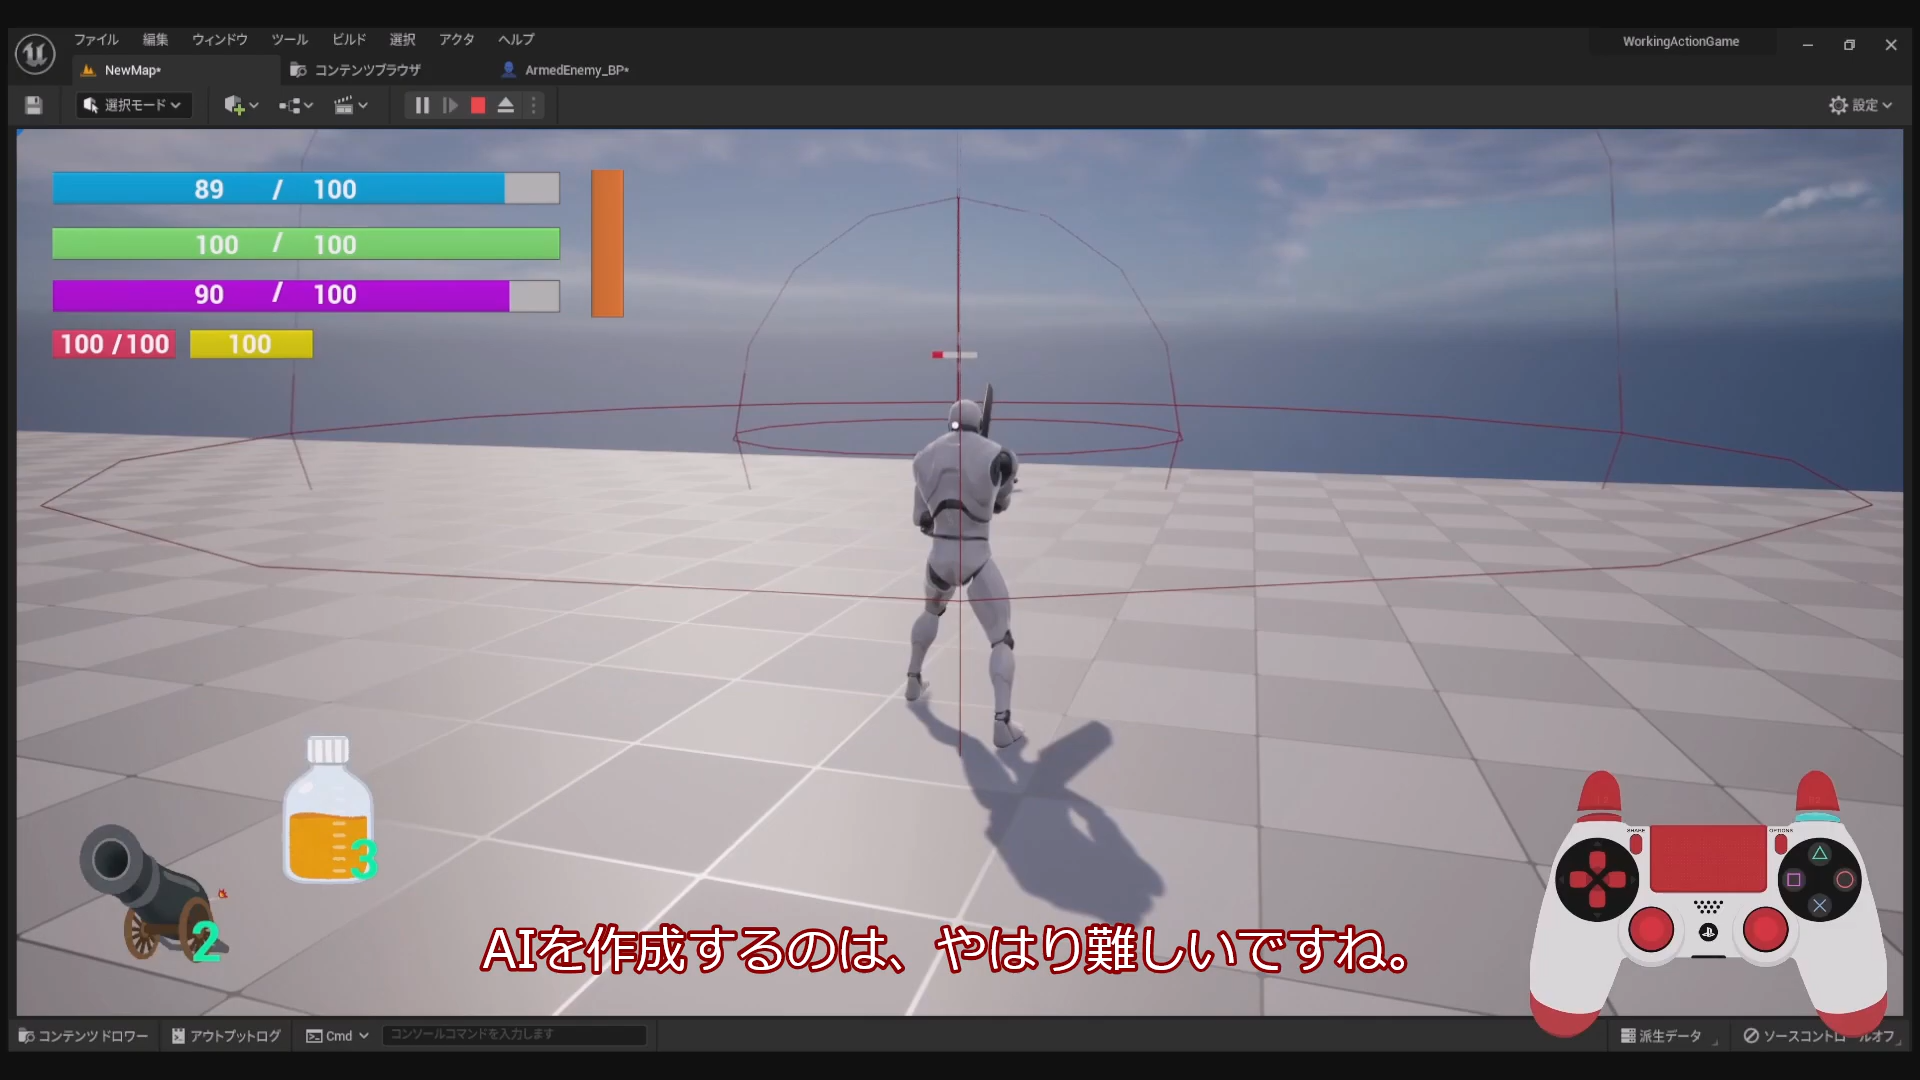 ファイル 編集 ウィンドウ ツール ビルド 選択 アクタ ヘルプ
WorkingActionGame
NewMap*
コンテンツブラウザ
ArmedEnemy_BP*
選択モード
設定
89 / 100
100 / 100
90 / 100
100 / 100
100
3
2
SHARE
OPTIONS
AIを作成するのは、やはり難しいですね。
コンテンツドロワー
アウトプットログ
Cmd
コンソールコマンドを入力します
派生データ
ソースコントロールオフ